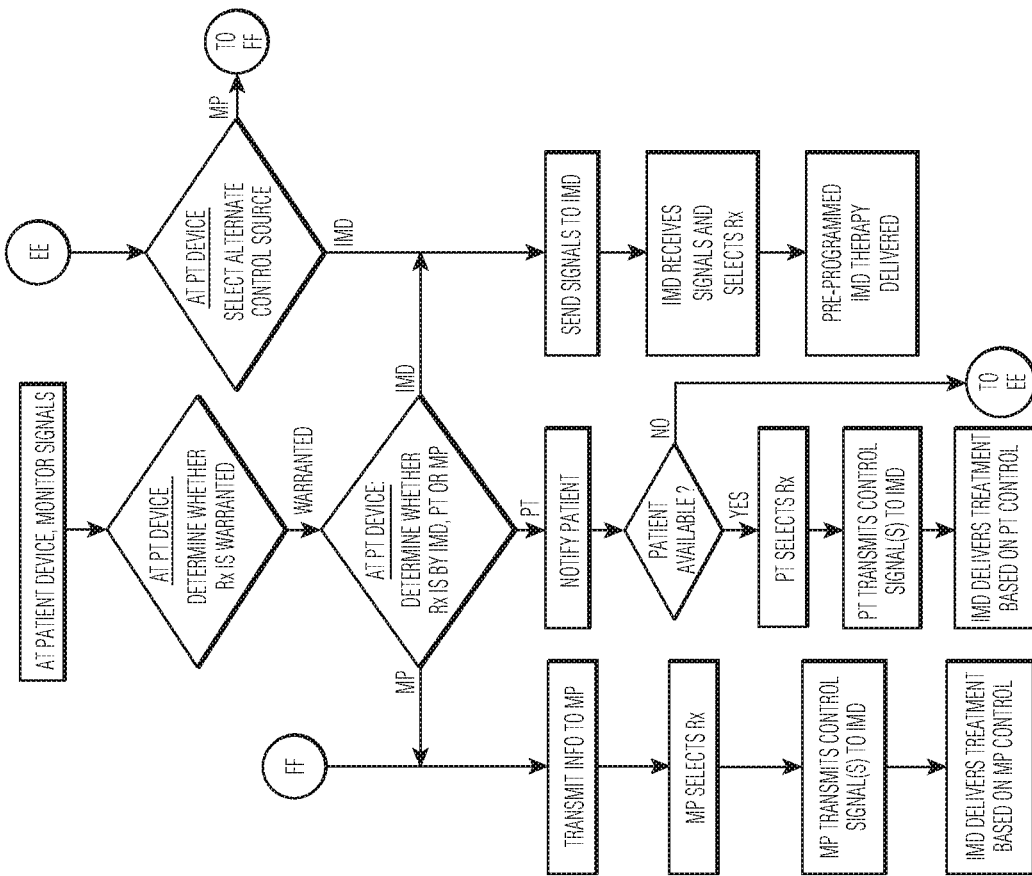 AT PATIENT DEVICE, MONITOR SIGNALS
AT PT DEVICE
DETERMINE WHETHER
Rx IS WARRANTED
WARRANTED
AT PT DEVICE:
DETERMINE WHETHER
Rx IS BY IMD, PT OR MP
MP
PT
IMD
EE
AT PT DEVICE
SELECT ALTERNATE
CONTROL SOURCE
MP
TO
FF
IMD
FF
TRANSMIT INFO TO MP
MP SELECTS Rx
MP TRANSMITS CONTROL
SIGNAL(S) TO IMD
IMD DELIVERS TREATMENT
BASED ON MP CONTROL
NOTIFY PATIENT
PATIENT
AVAILABLE ?
NO
YES
TO
EE
PT SELECTS Rx
PT TRANSMITS CONTROL
SIGNAL(S) TO IMD
IMD DELIVERS TREATMENT
BASED ON PT CONTROL
SEND SIGNALS TO IMD
IMD RECEIVES
SIGNALS AND
SELECTS Rx
PRE-PROGRAMMED
IMD THERAPY
DELIVERED